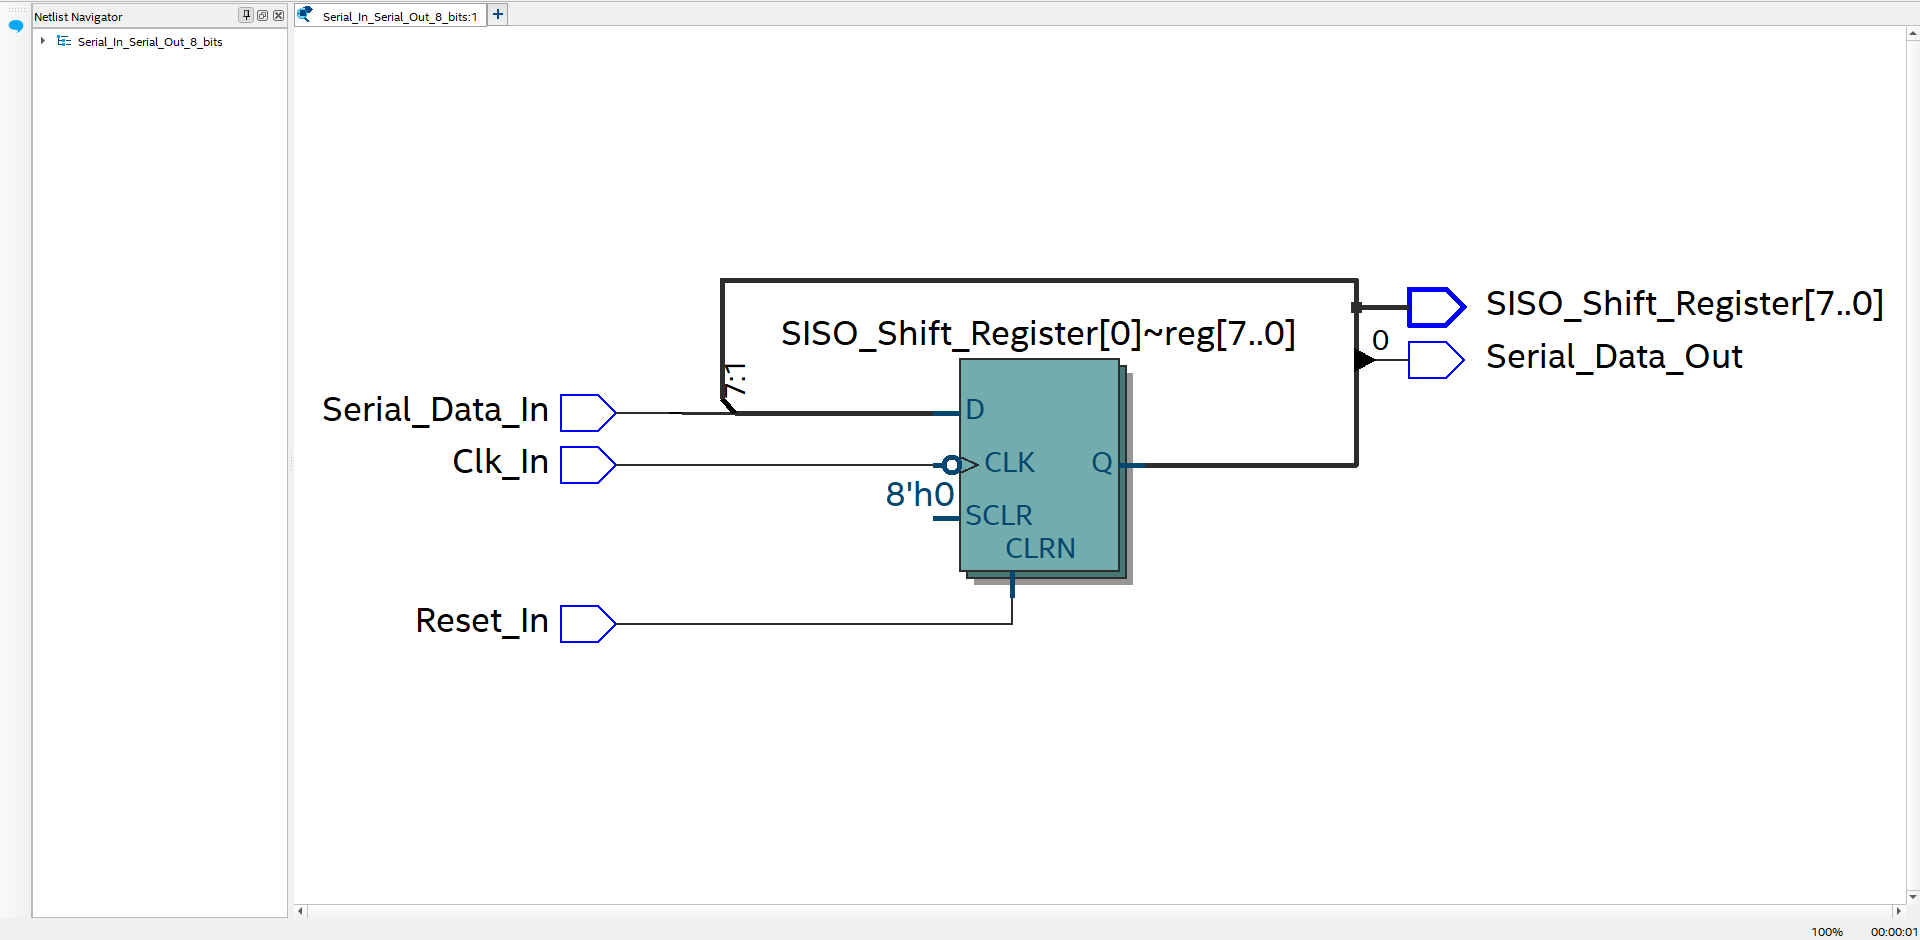 Netlist Navigator
Serial_In_Serial_Out_8_bits:1
+
Serial_In_Serial_Out_8_bits
SISO_Shift_Register[7..0]
SISO_Shift_Register[0]~reg[7..0]
0
Serial_Data_Out
7:1
Serial_Data_In
D
Clk_In
CLK
Q
8'h0
SCLR
CLRN
Reset_In
100%
00:00:01